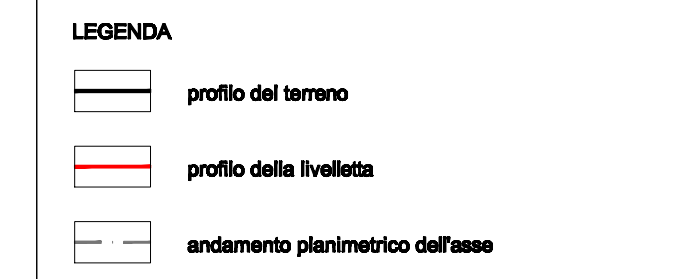 LEGENDA
profilo del terreno
profilo della livelletta
andamento planimetrico dell'asse